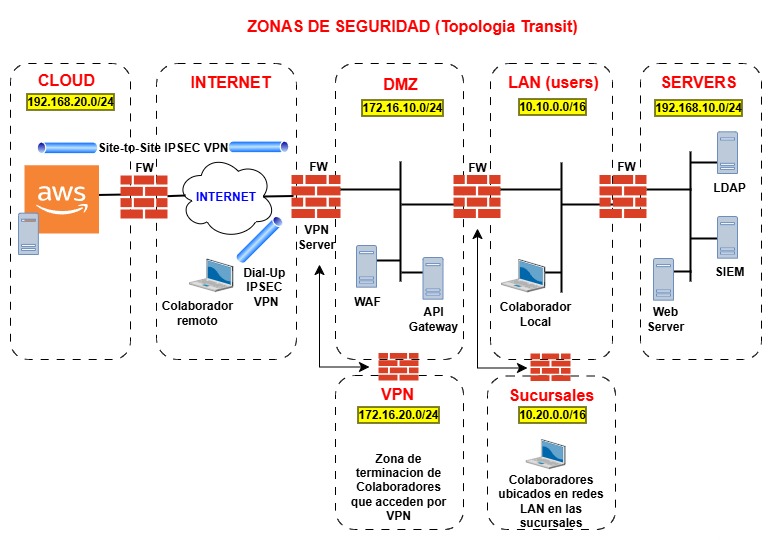 ZONAS DE SEGURIDAD (Topologia Transit)
CLOUD
192.168.20.0/24
INTERNET
DMZ
172.16.10.0/24
LAN (users)
10.10.0.0/16
SERVERS
192.168.10.0/24
Site-to-Site IPSEC VPN
FW
FW
FW
FW
aws
INTERNET
VPN
Server
LDAP
Dial-Up
IPSEC
VPN
Colaborador
remoto
WAF
API
Gateway
Colaborador
Local
SIEM
Web
Server
VPN
172.16.20.0/24
Zona de
terminacion de
Colaboradores
que acceden por
VPN
Sucursales
10.20.0.0/16
Colaboradores
ubicados en redes
LAN en las
sucursales